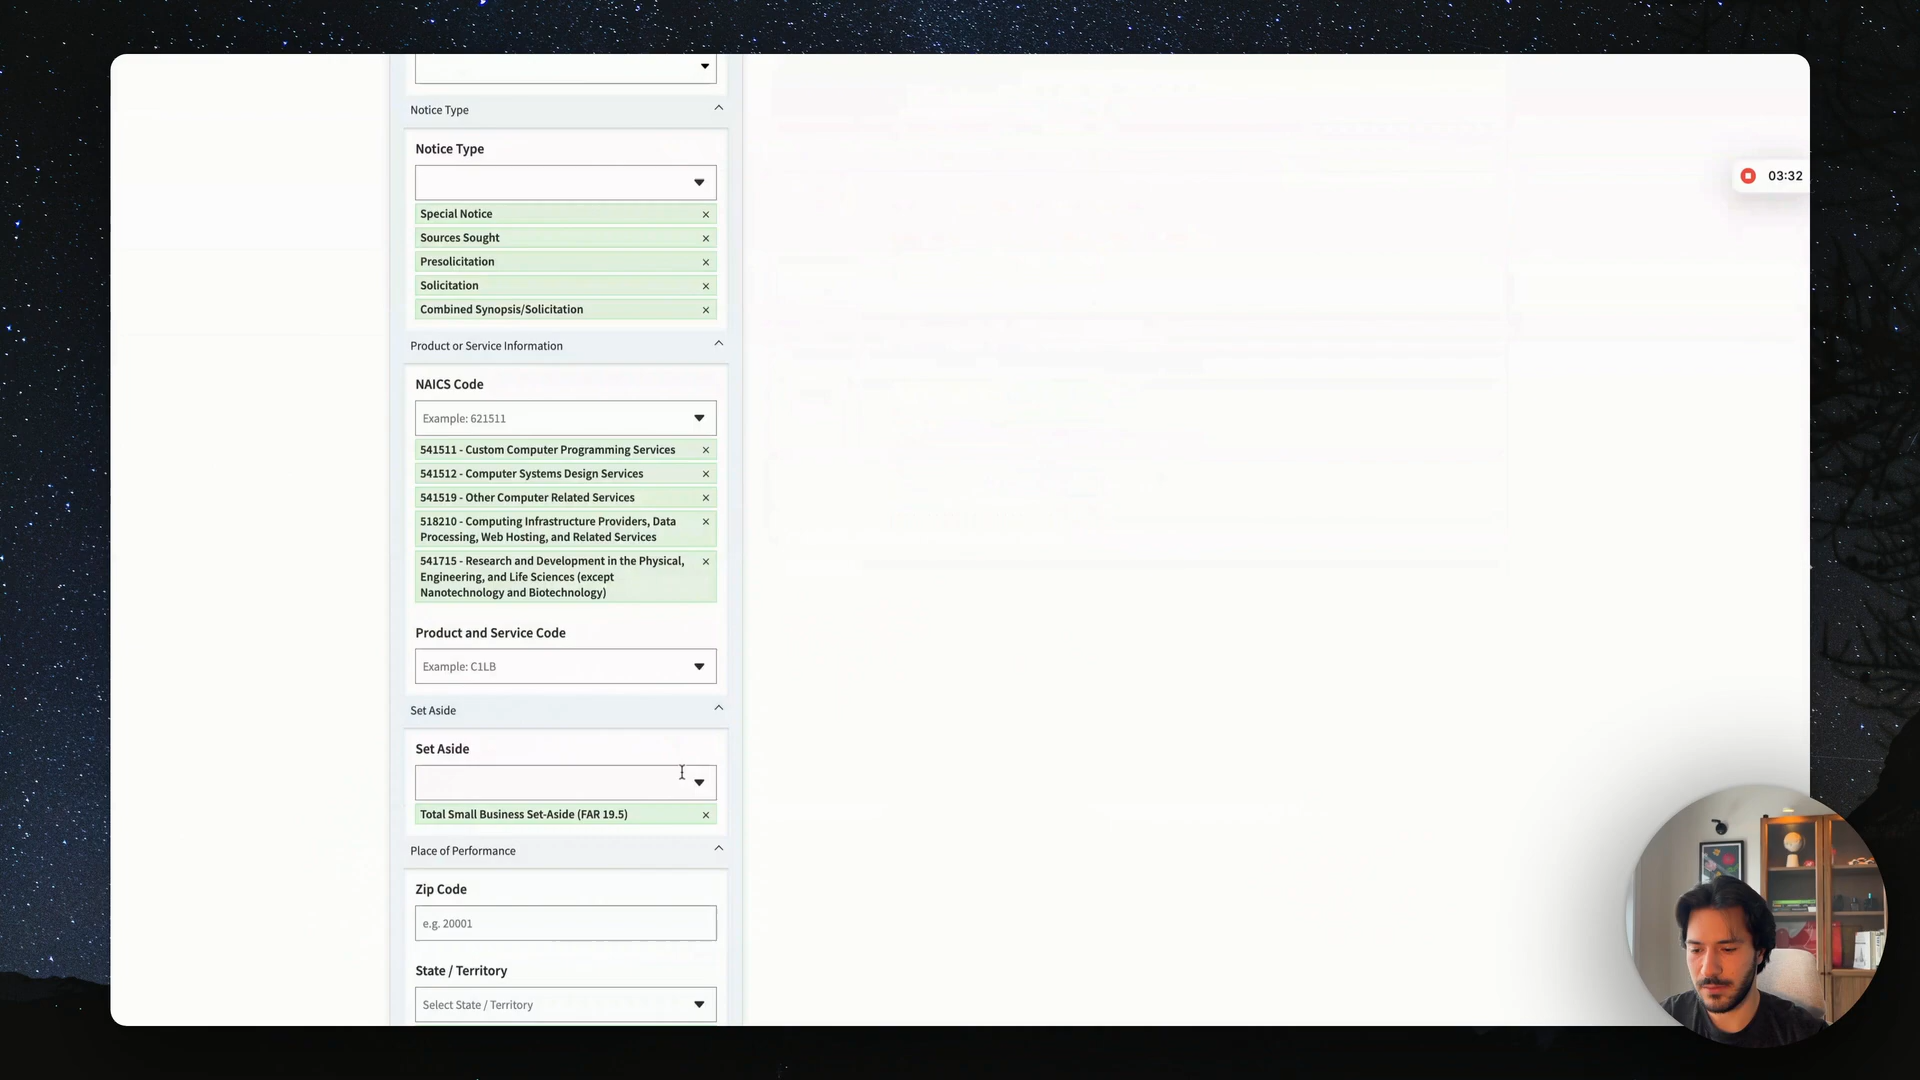 Notice Type
Notice Type
Special Notice ×
Sources Sought ×
Presolicitation ×
Solicitation ×
Combined Synopsis/Solicitation ×
Product or Service Information
NAICS Code
Example: 621511
541511 - Custom Computer Programming Services ×
541512 - Computer Systems Design Services ×
541519 - Other Computer Related Services ×
518210 - Computing Infrastructure Providers, Data ×
Processing, Web Hosting, and Related Services
541715 - Research and Development in the Physical, ×
Engineering, and Life Sciences (except
Nanotechnology and Biotechnology)
Product and Service Code
Example: C1LB
Set Aside
Set Aside
Total Small Business Set-Aside (FAR 19.5) ×
Place of Performance
Zip Code
e.g. 20001
State / Territory
Select State / Territory
03:32